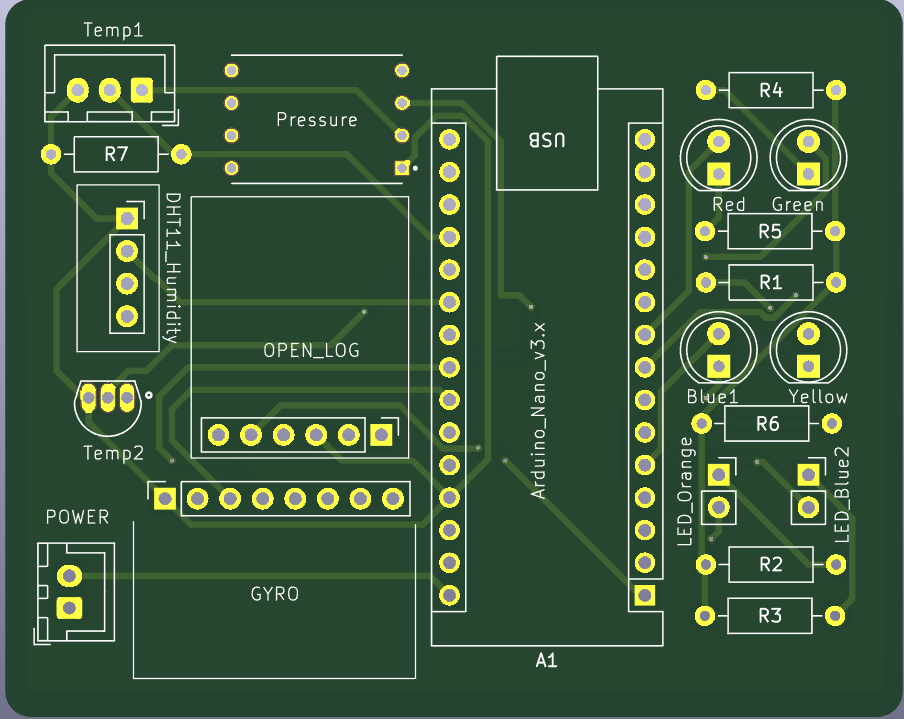 Temp1
Pressure
USB
R4
R7
Red
Green
DHT11_Humidity
R5
R1
OPEN_LOG
Arduino_Nano_v3.x
Blue1
Yellow
R6
Temp2
LED_Orange
LED_Blue2
POWER
GYRO
R2
R3
A1